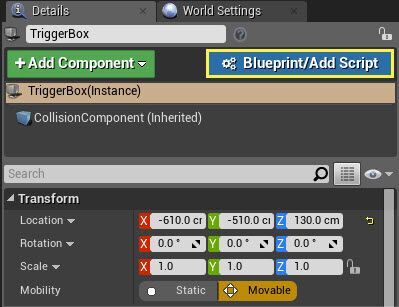 Details World Settings
TriggerBox
+ Add Component Blueprint/Add Script
TriggerBox(Instance)
CollisionComponent (Inherited)
Search
Transform
Location X -610.0 cr Y -510.0 cr Z 130.0 cm
Rotation X 0.0 ° Y 0.0 ° Z 0.0 °
Scale X 1.0 Y 1.0 Z 1.0
Mobility Static Movable